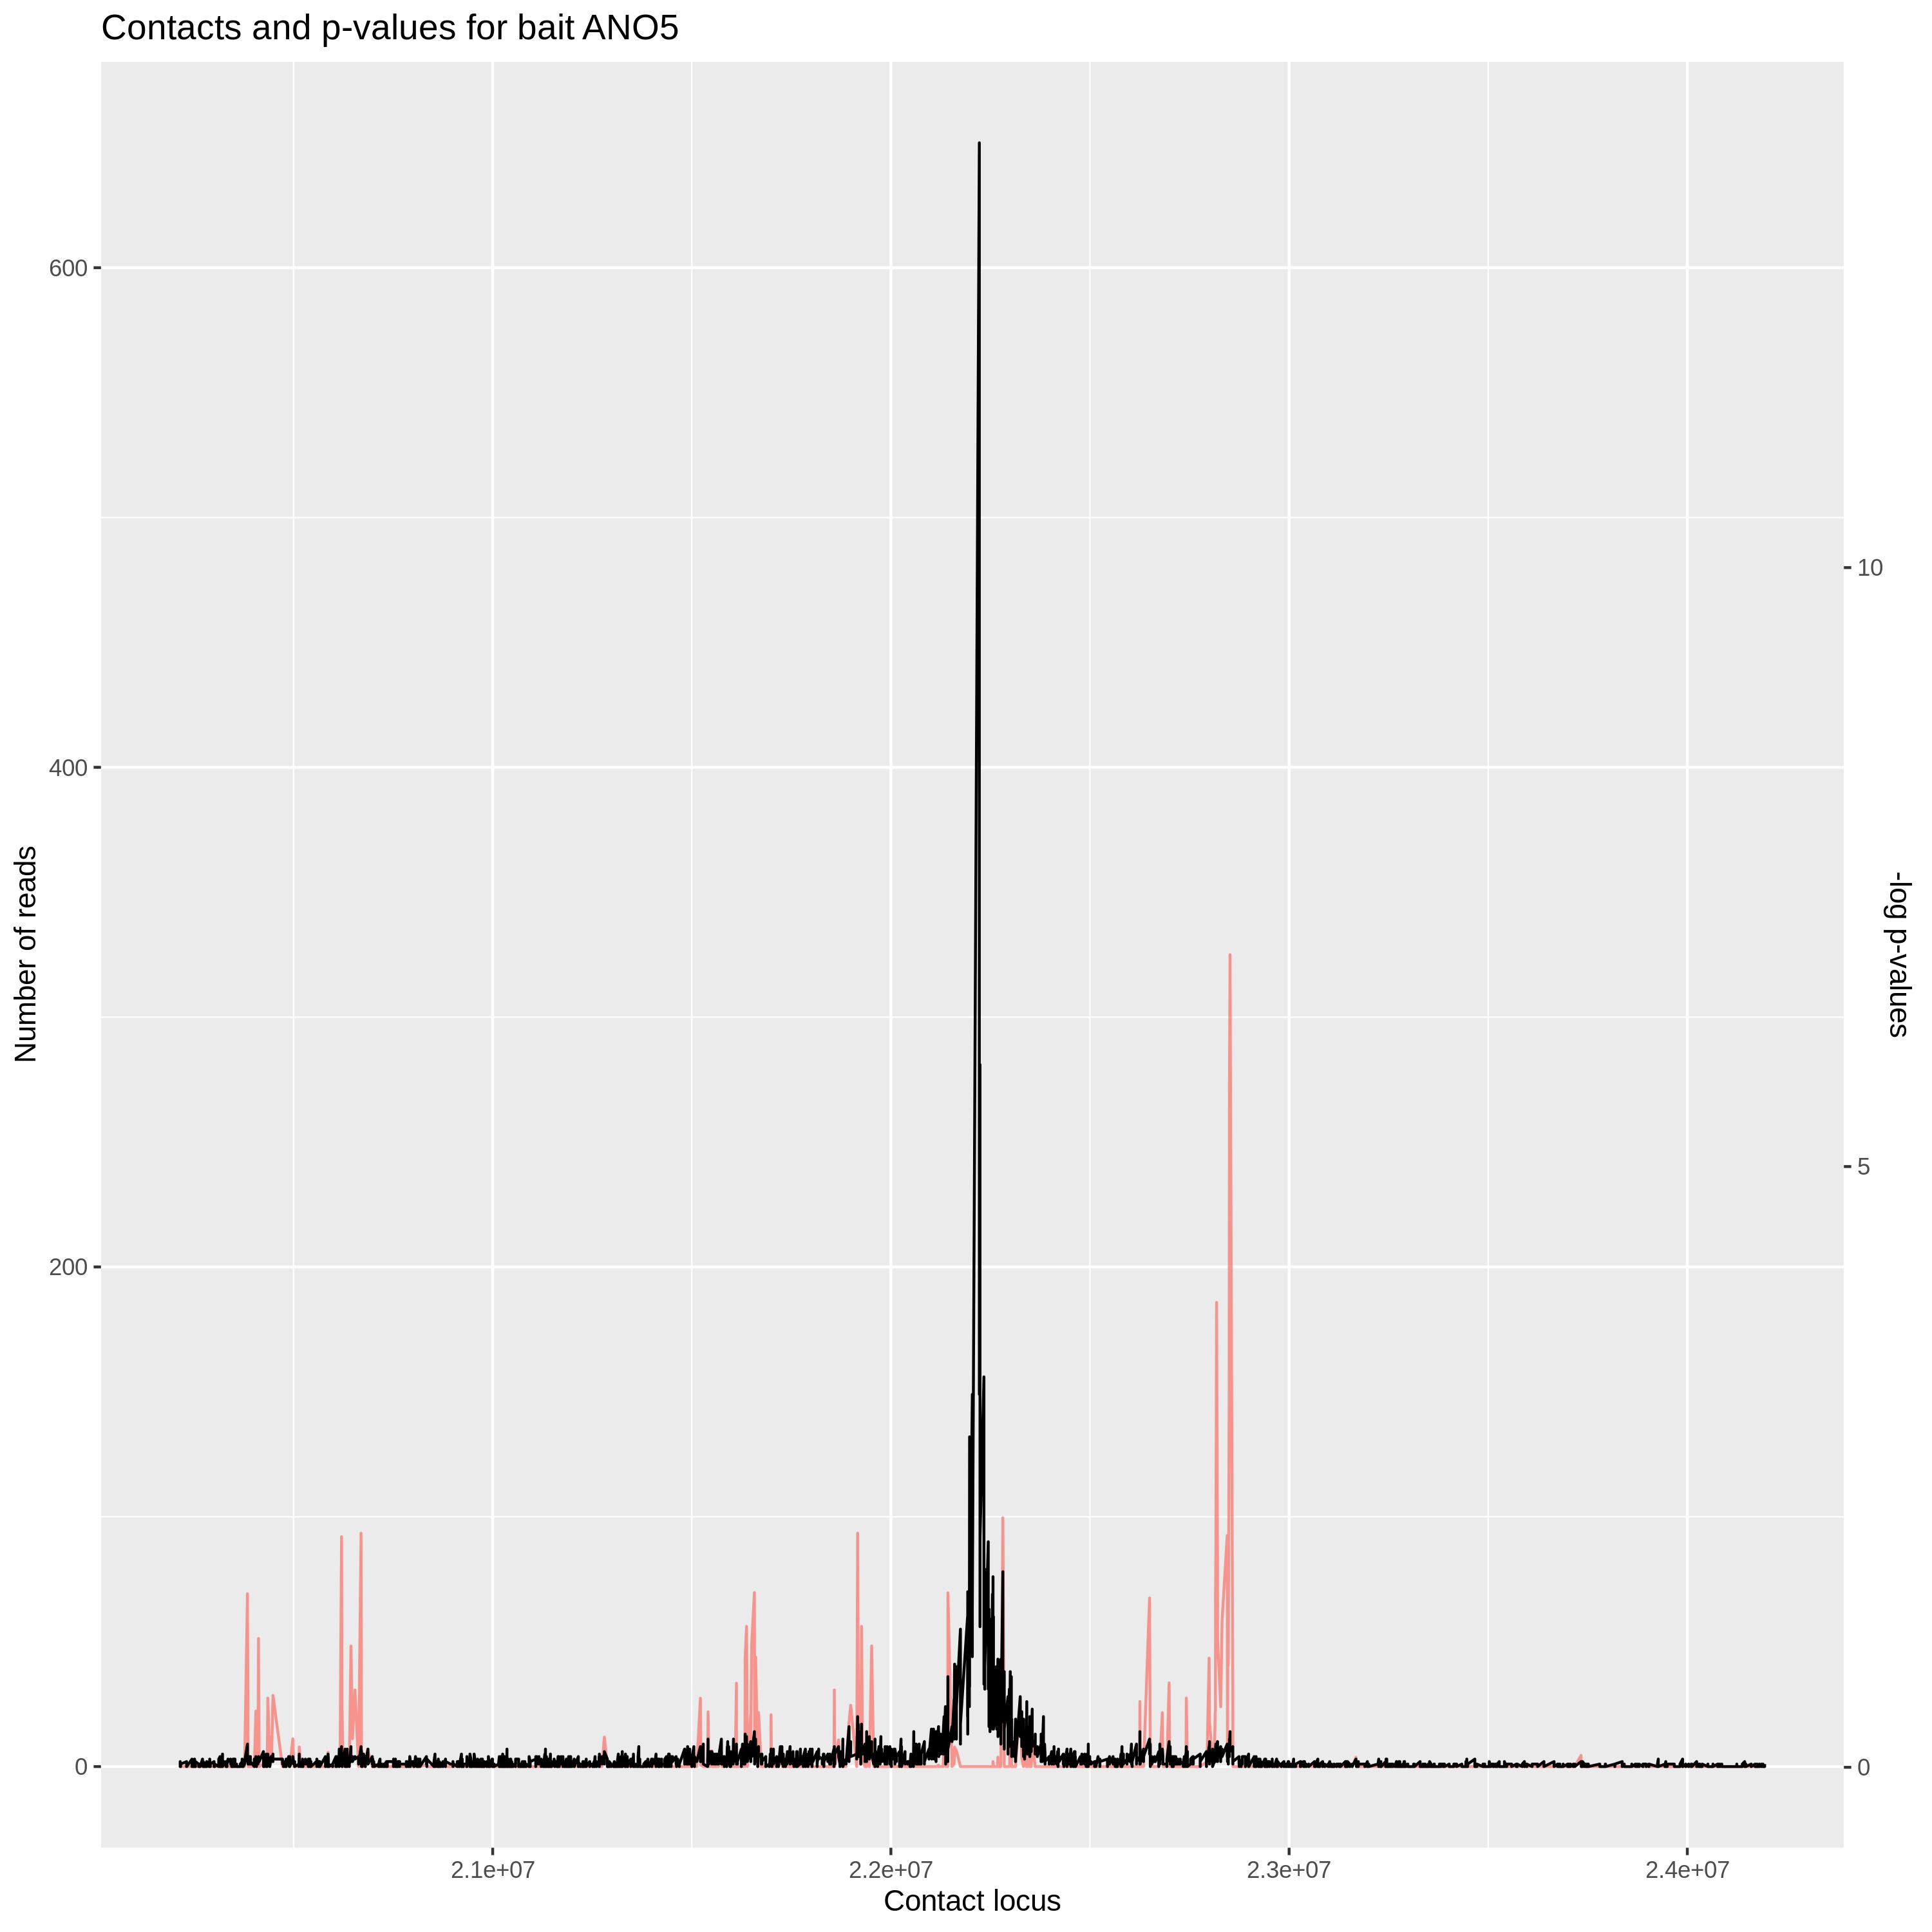 Contacts and p-values for bait ANO5
600
400
200
0
10
5
0
Number of reads
-log p-values
2.1e+07 2.2e+07 2.3e+07 2.4e+07
Contact locus